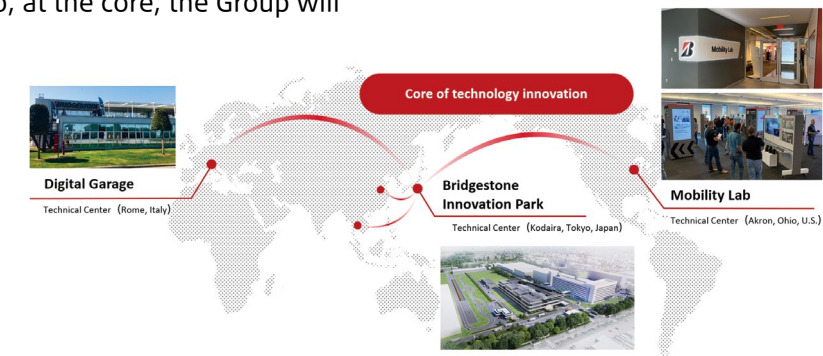 o, at the core, the Group will
Core of technology innovation
Mobility Lab
Digital Garage
Technical Center (Rome, Italy)
Bridgestone
Innovation Park
Technical Center (Kodaira, Tokyo, Japan)
Mobility Lab
Technical Center (Akron, Ohio, U.S.)